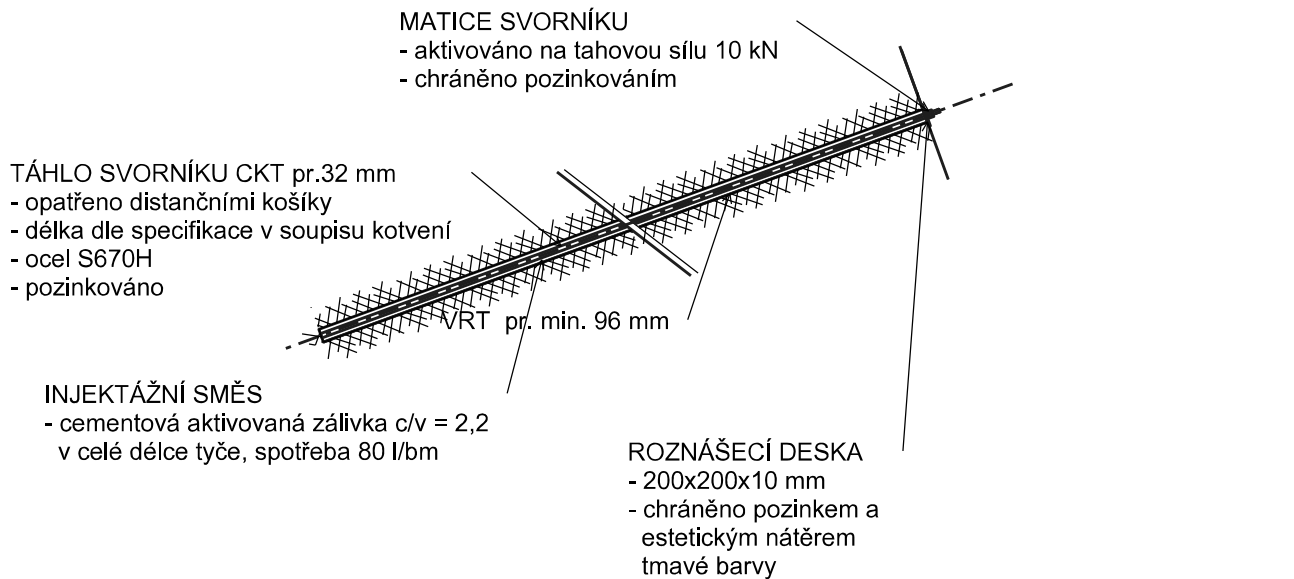 MATICE SVORNÍKU
- aktivováno na tahovou sílu 10 kN
- chráněno pozinkováním
TÁHLO SVORNÍKU CKT pr.32 mm
- opatřeno distančními košíky
- délka dle specifikace v soupisu kotvení
- ocel S670H
- pozinkováno
VRT pr. min. 96 mm
INJEKTÁŽNÍ SMĚS
- cementová aktivovaná zálivka c/v = 2,2
v celé délce tyče, spotřeba 80 l/bm
ROZNÁŠECÍ DESKA
- 200x200x10 mm
- chráněno pozinkem a
estetickým nátěrem
tmavé barvy